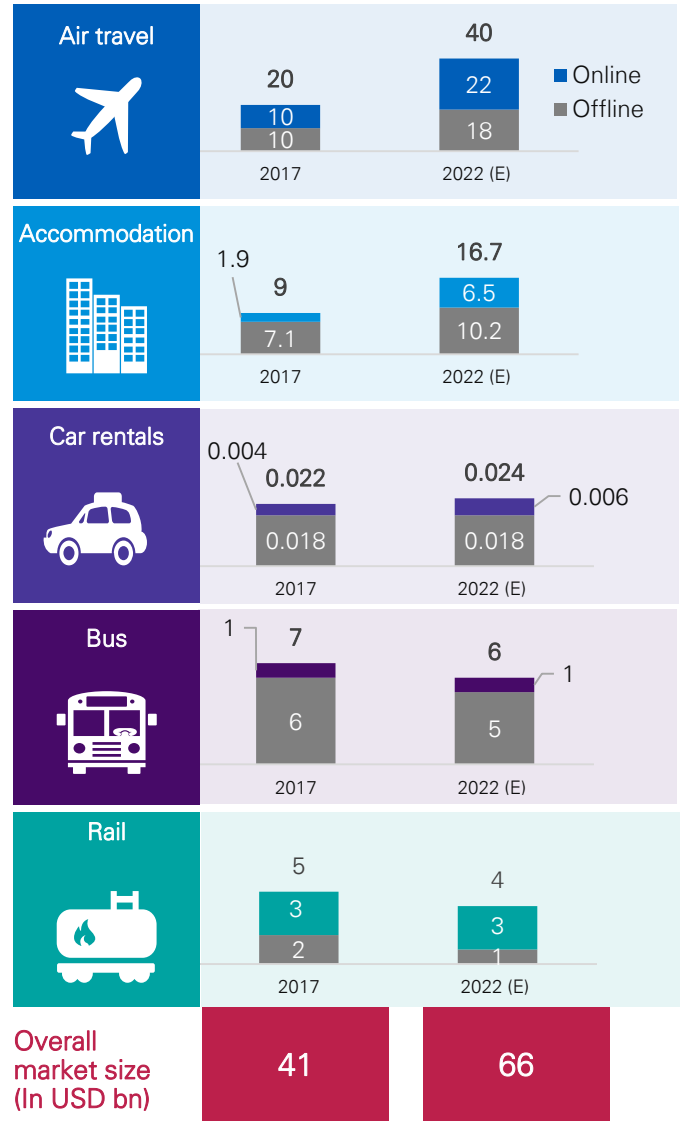 Air travel
20
10
10
2017
40
22
18
2022 (E)
Online
Offline
Accommodation
1.9
9
7.1
2017
16.7
6.5
10.2
2022 (E)
Car rentals
0.004
0.022
0.018
2017
0.024
0.006
0.018
2022 (E)
Bus
1
7
6
2017
6
1
5
2022 (E)
Rail
5
3
2
2017
4
3
1
2022 (E)
Overall
market size
(In USD bn)
41
66